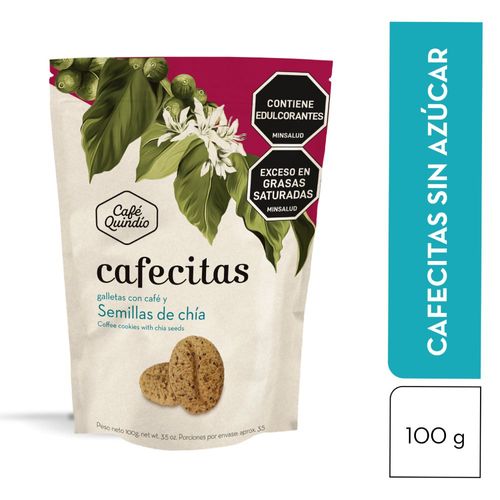 CONTIENE
EDULCORANTES
MINSALUD
EXCESO EN
GRASAS
SATURADAS
MINSALUD
Café
Quindío
cafecitas
galletas con café y
Semillas de chía
Coffee cookies with chia seeds
Peso neto 100g, net wt. 3.5 oz. Porciones por envase: aprox. 3.5
CAFECITAS SIN AZÚCAR
100 g